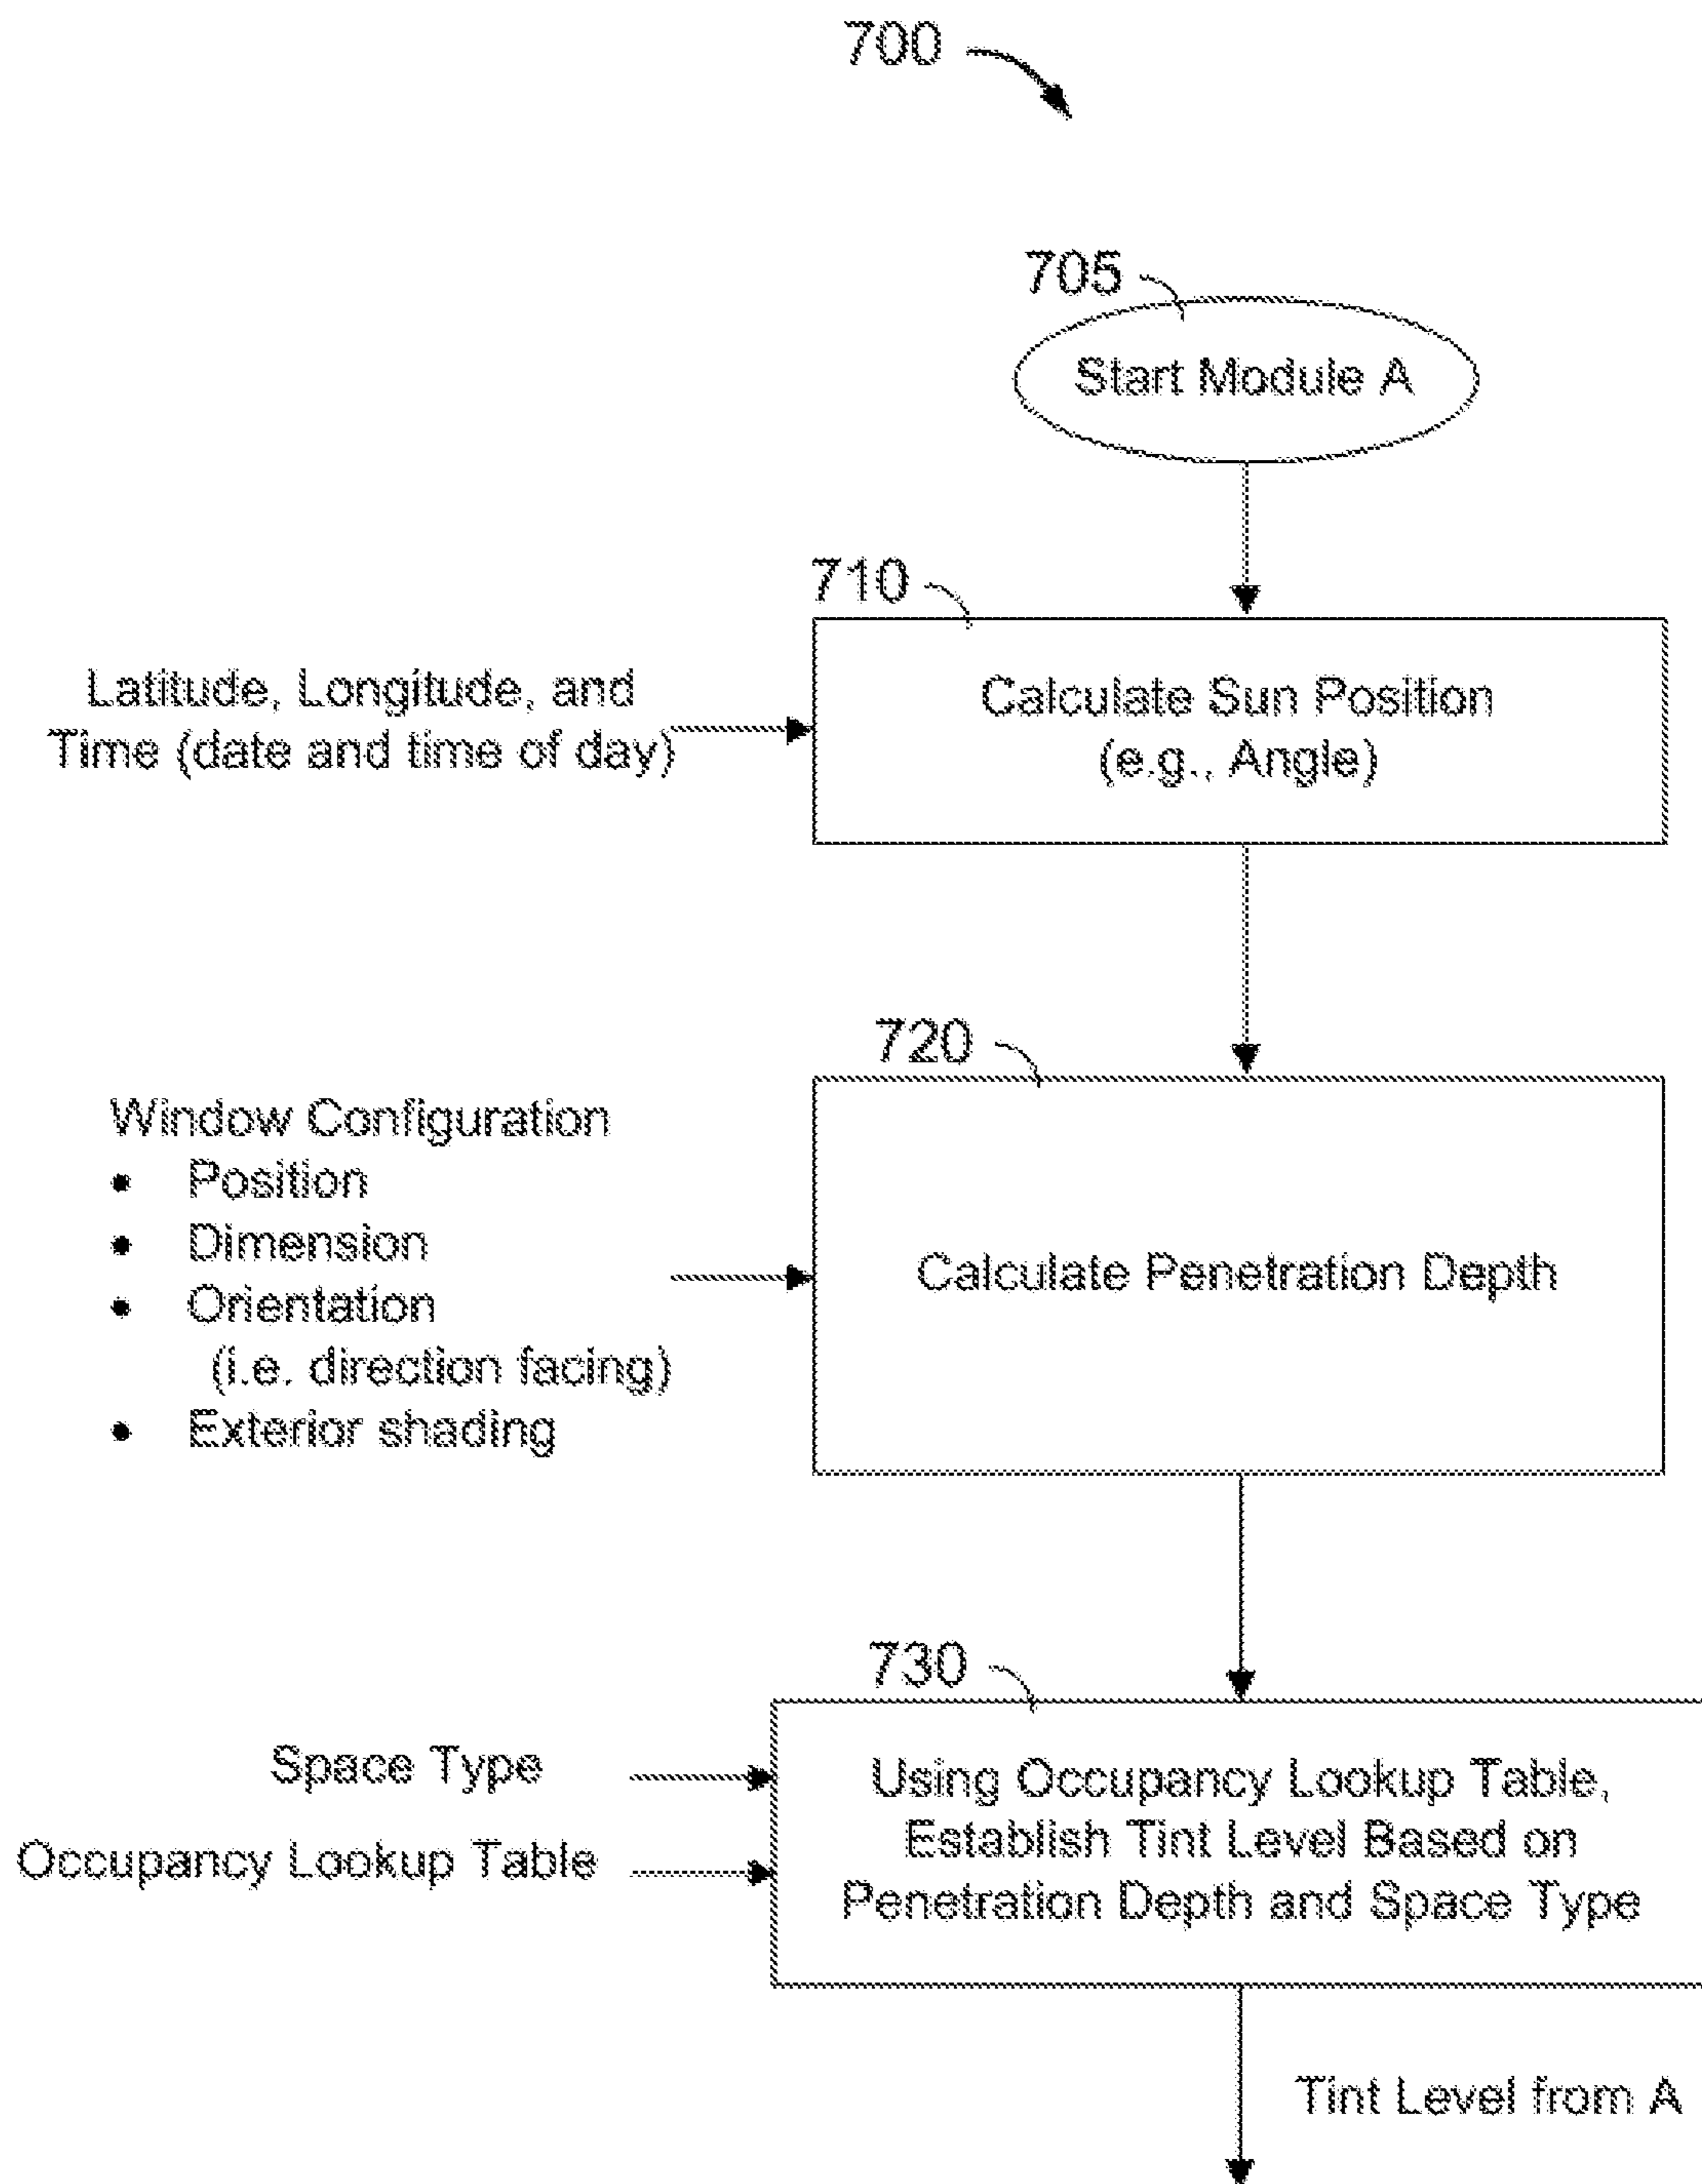 700
705
Start Module A
710
Latitude, Longitude, and
Time (date and time of day)
Calculate Sun Position
(e.g., Angle)
720
Window Configuration
• Position
• Dimension
• Orientation
(i.e. direction facing)
• Exterior shading
Calculate Penetration Depth
730
Space Type
Occupancy Lookup Table
Using Occupancy Lookup Table,
Establish Tint Level Based on
Penetration Depth and Space Type
Tint Level from A